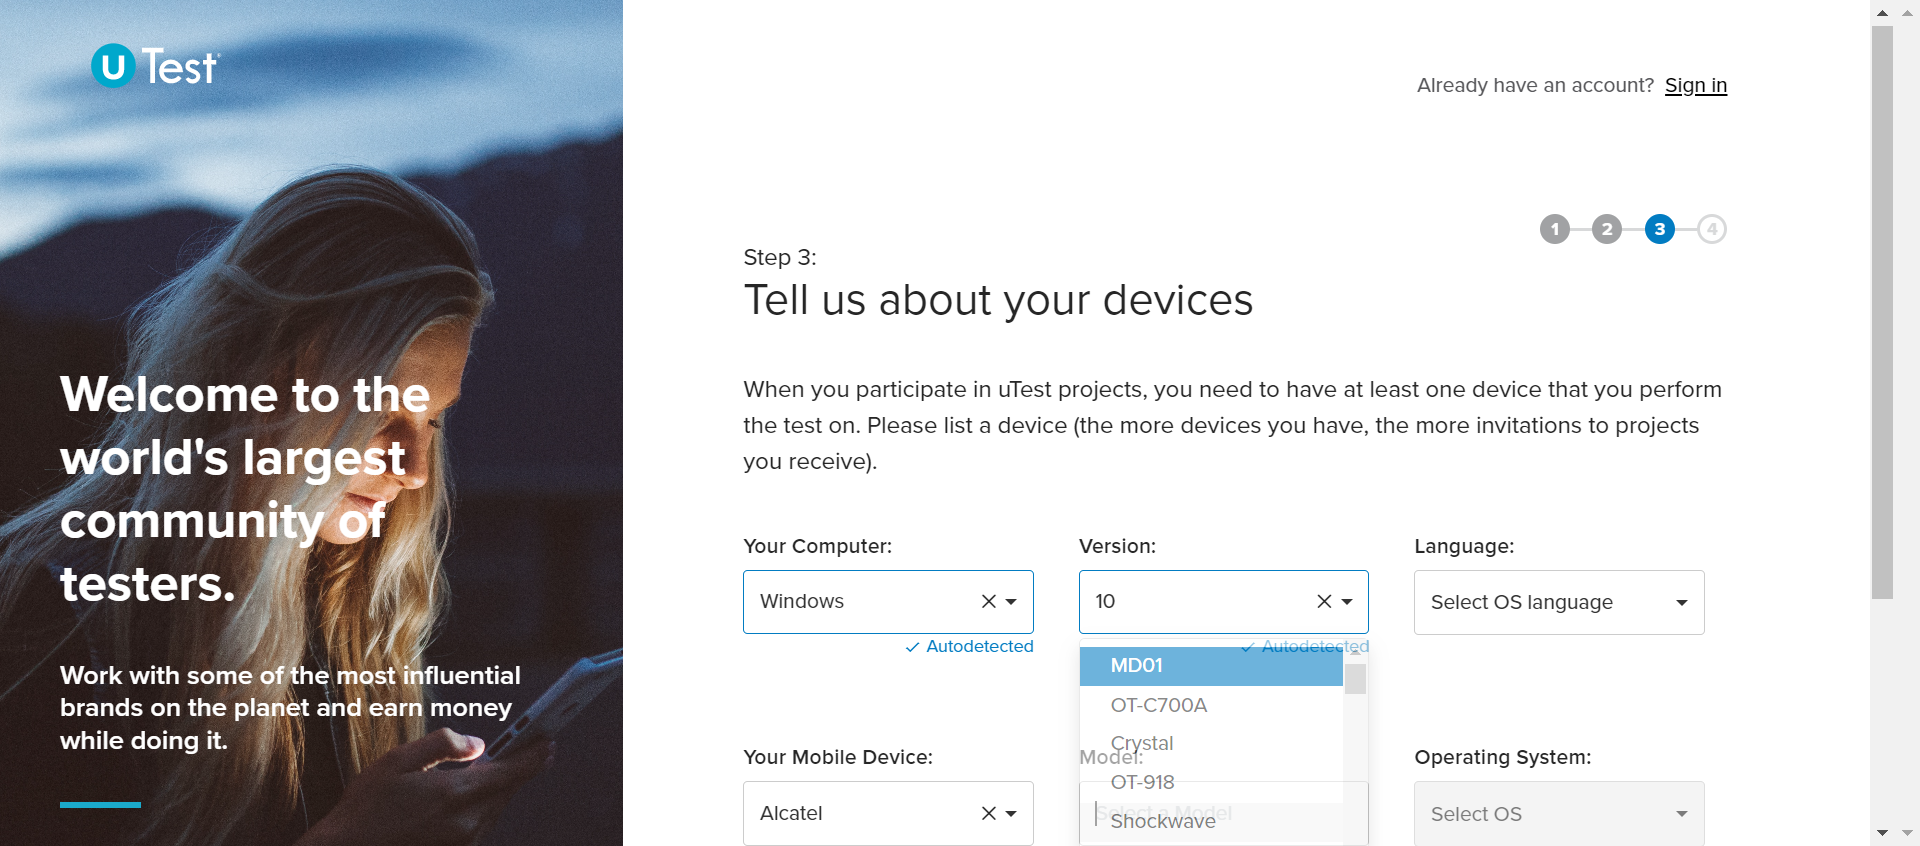 u Test
Already have an account? Sign in
1 2 3 4
Step 3:
Tell us about your devices
When you participate in uTest projects, you need to have at least one device that you perform
the test on. Please list a device (the more devices you have, the more invitations to projects
you receive).
Welcome to the
world's largest
community of
testers.
Work with some of the most influential
brands on the planet and earn money
while doing it.
Your Computer: Version: Language:
Windows 10 Select OS language
Autodetected Autodetected
MD01
OT-C700A
Crystal
OT-918
Shockwave
Your Mobile Device: Model: Operating System:
Alcatel Select a Model Select OS